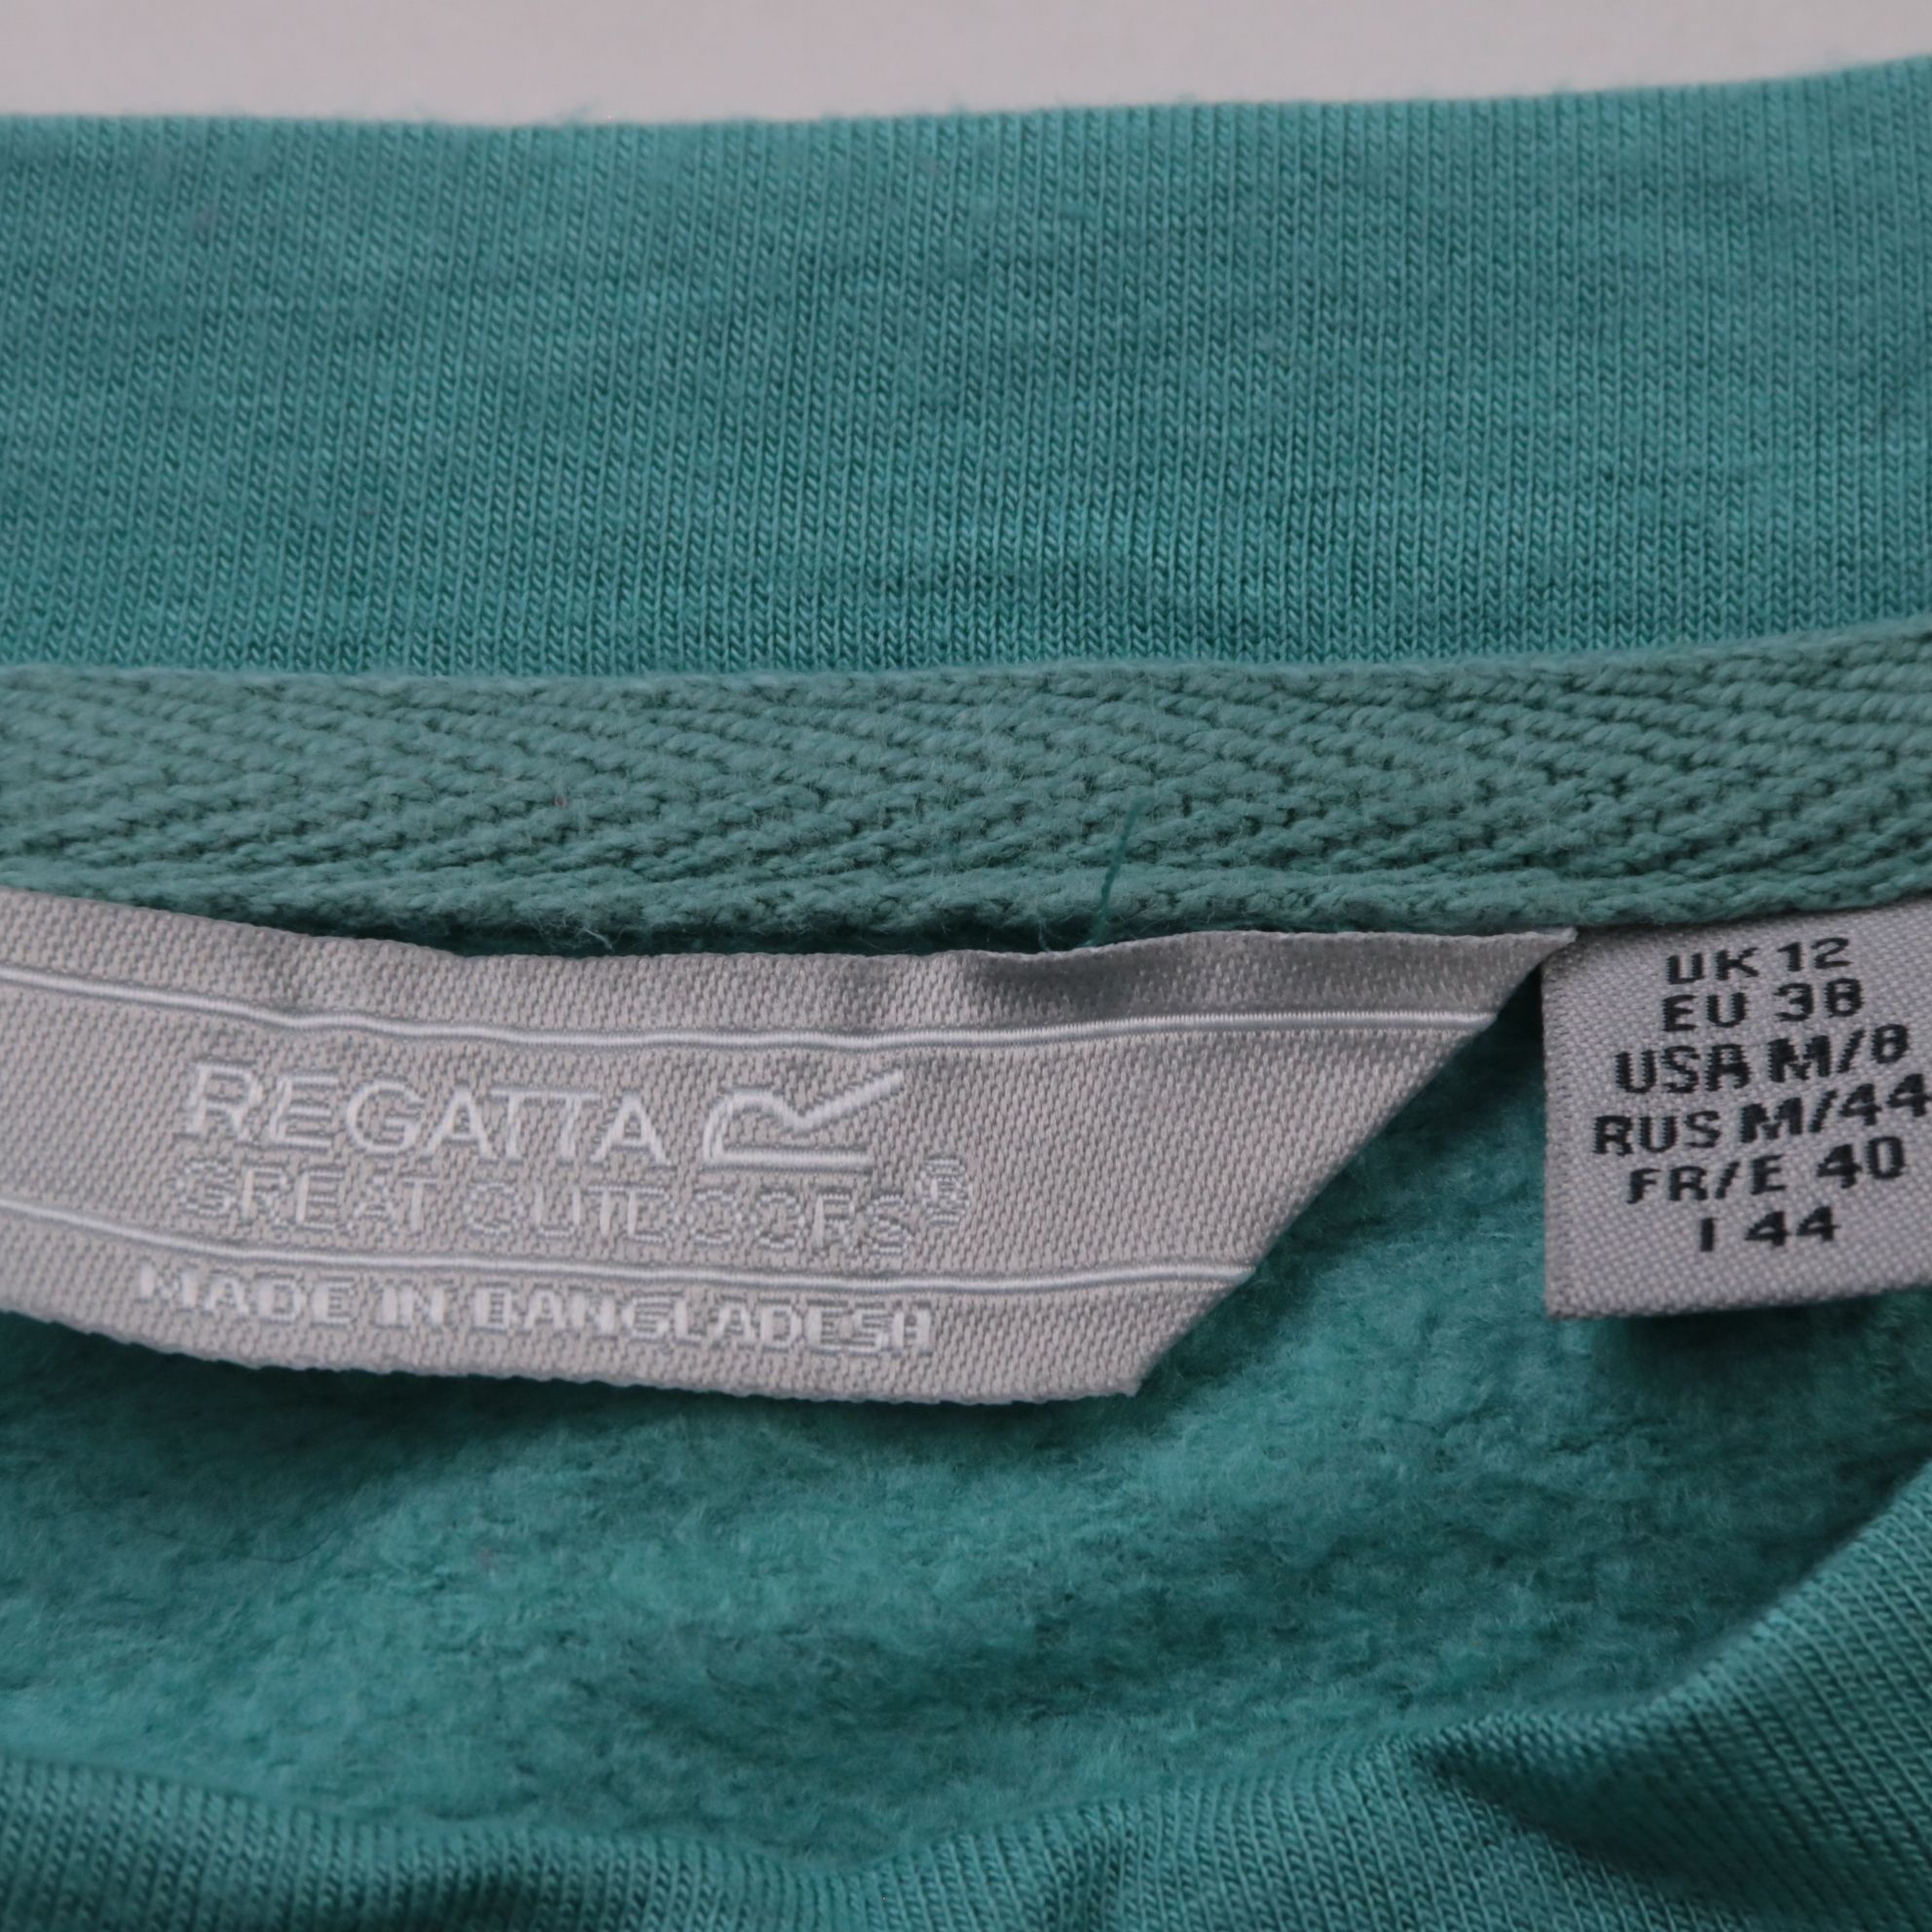 REGATTA
GREAT OUTDOORS®
MADE IN BANGLADESH
UK 12
EU 38
USA M/8
RUS M/44
FR/E 40
I 44